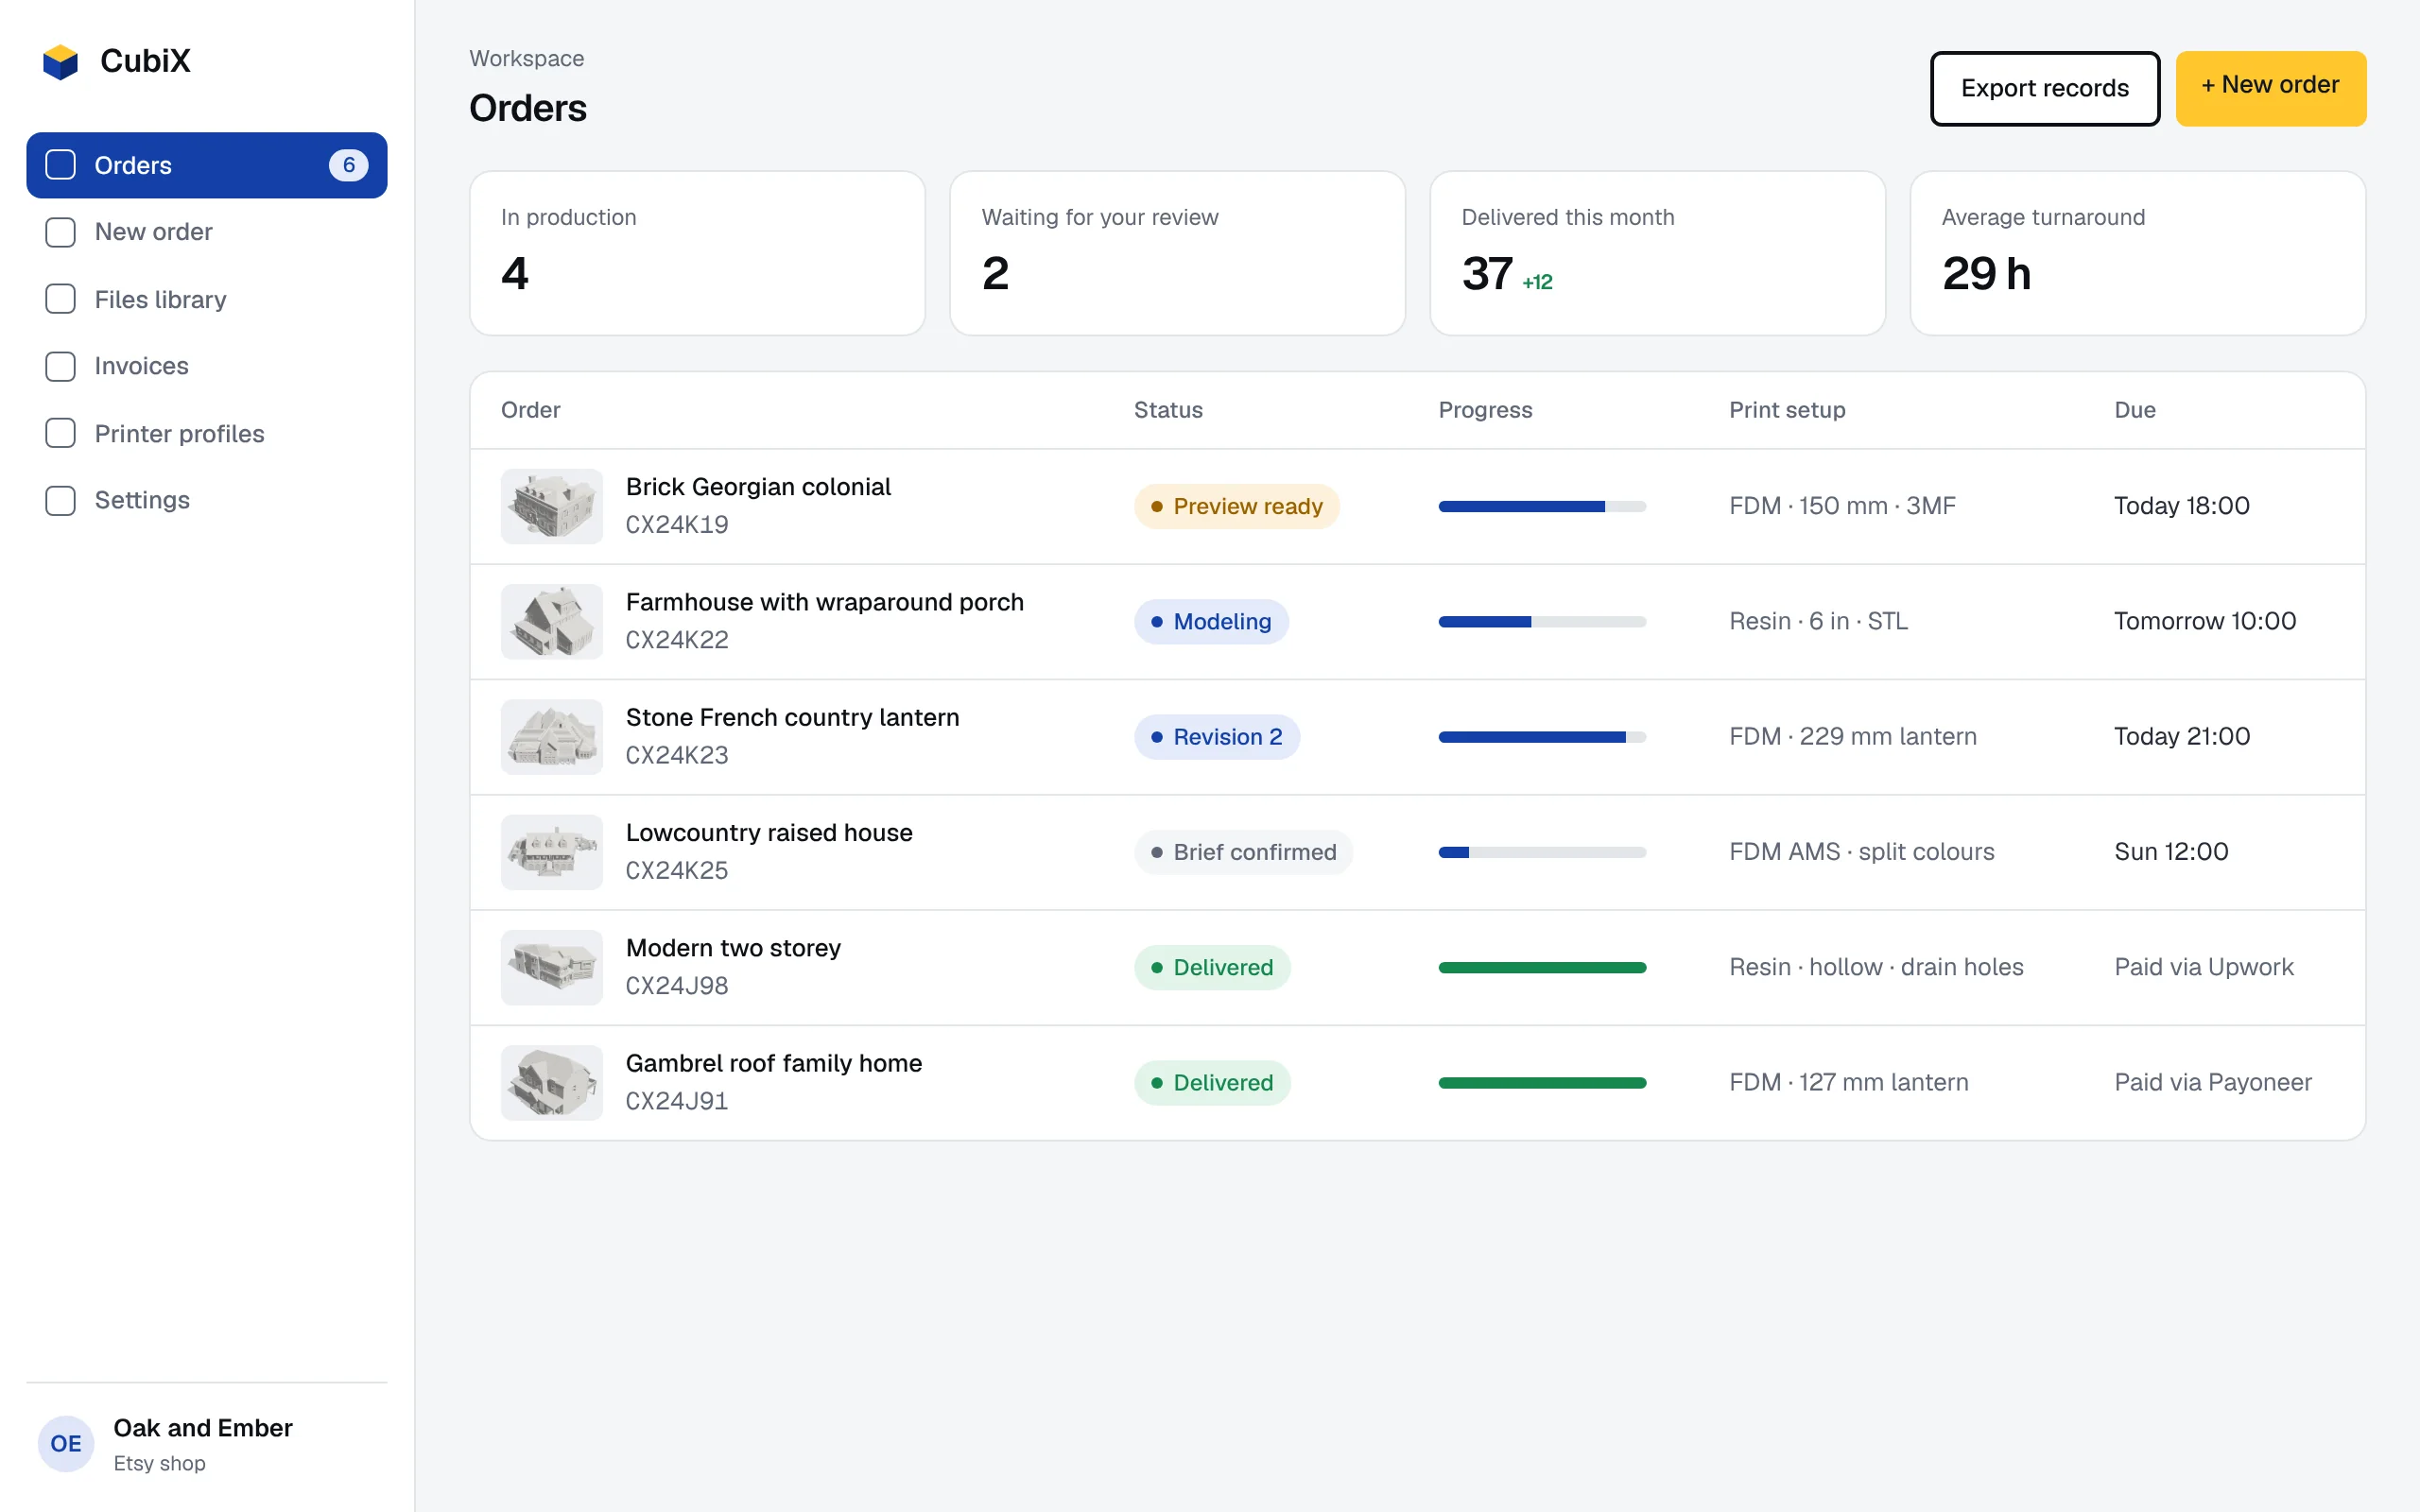 CubiX
Orders 6
New order
Files library
Invoices
Printer profiles
Settings
OE
Oak and Ember
Etsy shop
Workspace
Orders
Export records
+ New order
In production
4
Waiting for your review
2
Delivered this month
37 +12
Average turnaround
29 h
Order Status Progress Print setup Due
Brick Georgian colonial
CX24K19
Preview ready
FDM · 150 mm · 3MF
Today 18:00
Farmhouse with wraparound porch
CX24K22
Modeling
Resin · 6 in · STL
Tomorrow 10:00
Stone French country lantern
CX24K23
Revision 2
FDM · 229 mm lantern
Today 21:00
Lowcountry raised house
CX24K25
Brief confirmed
FDM AMS · split colours
Sun 12:00
Modern two storey
CX24J98
Delivered
Resin · hollow · drain holes
Paid via Upwork
Gambrel roof family home
CX24J91
Delivered
FDM · 127 mm lantern
Paid via Payoneer